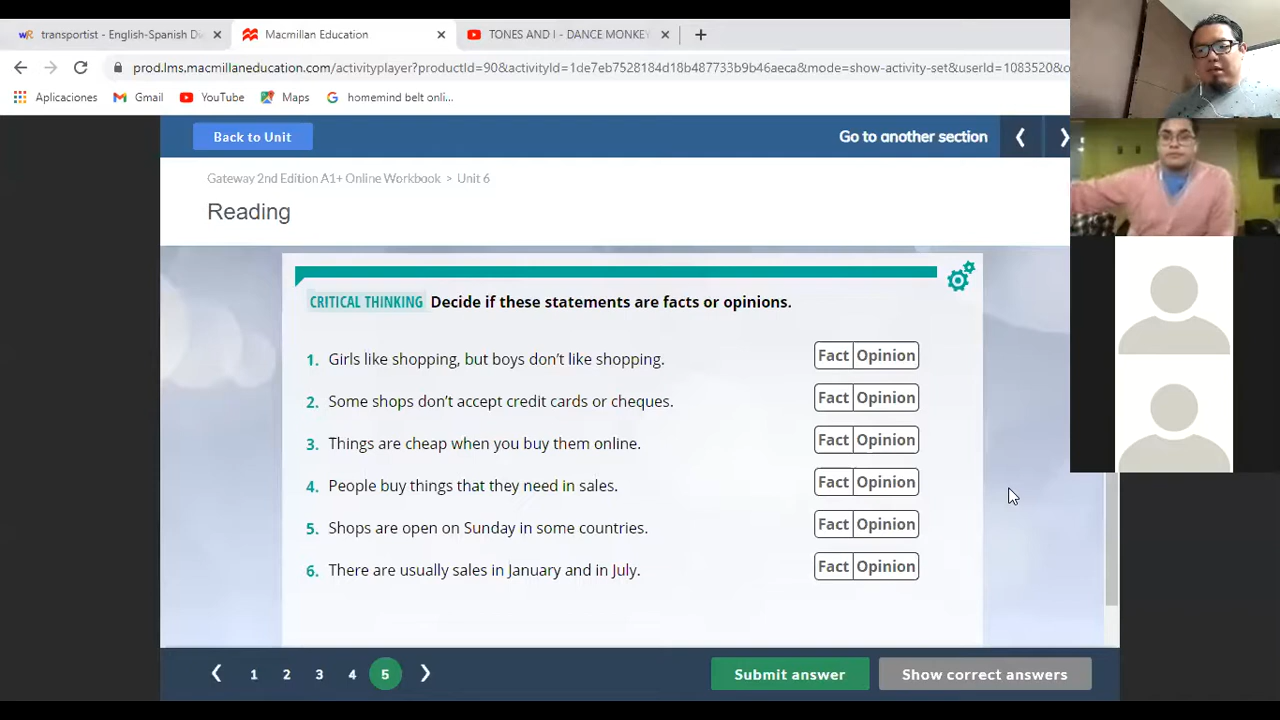 transportist - English-Spanish Di
Macmillan Education
TONES AND I - DANCE MONKEY
prod.lms.macmillaneducation.com/activityplayer?productId=90&activityId=1de7eb7528184d18b487733b9b46aeca&mode=show-activity-set&userId=1083520&o
Aplicaciones
Gmail
YouTube
Maps
homemind belt onli...
Back to Unit
Go to another section
Gateway 2nd Edition A1+ Online Workbook > Unit 6
Reading
CRITICAL THINKING Decide if these statements are facts or opinions.
1. Girls like shopping, but boys don’t like shopping. Fact Opinion
2. Some shops don’t accept credit cards or cheques. Fact Opinion
3. Things are cheap when you buy them online. Fact Opinion
4. People buy things that they need in sales. Fact Opinion
5. Shops are open on Sunday in some countries. Fact Opinion
6. There are usually sales in January and in July. Fact Opinion
1 2 3 4 5
Submit answer
Show correct answers